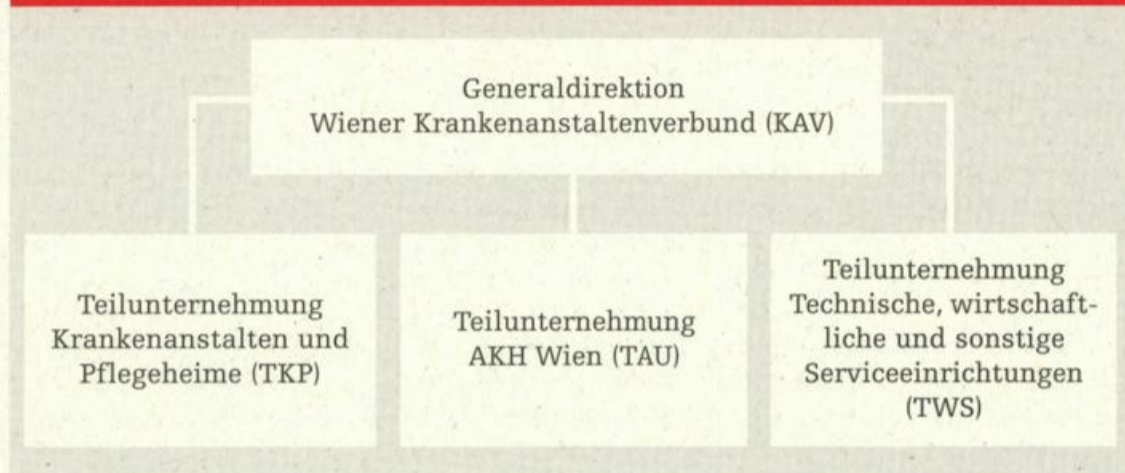 Generaldirektion
Wiener Krankenanstaltenverbund (KAV)
Teilunternehmung
Krankenanstalten und
Pflegeheime (TKP)
Teilunternehmung
AKH Wien (TAU)
Teilunternehmung
Technische, wirtschaft-
liche und sonstige
Serviceeinrichtungen
(TWS)